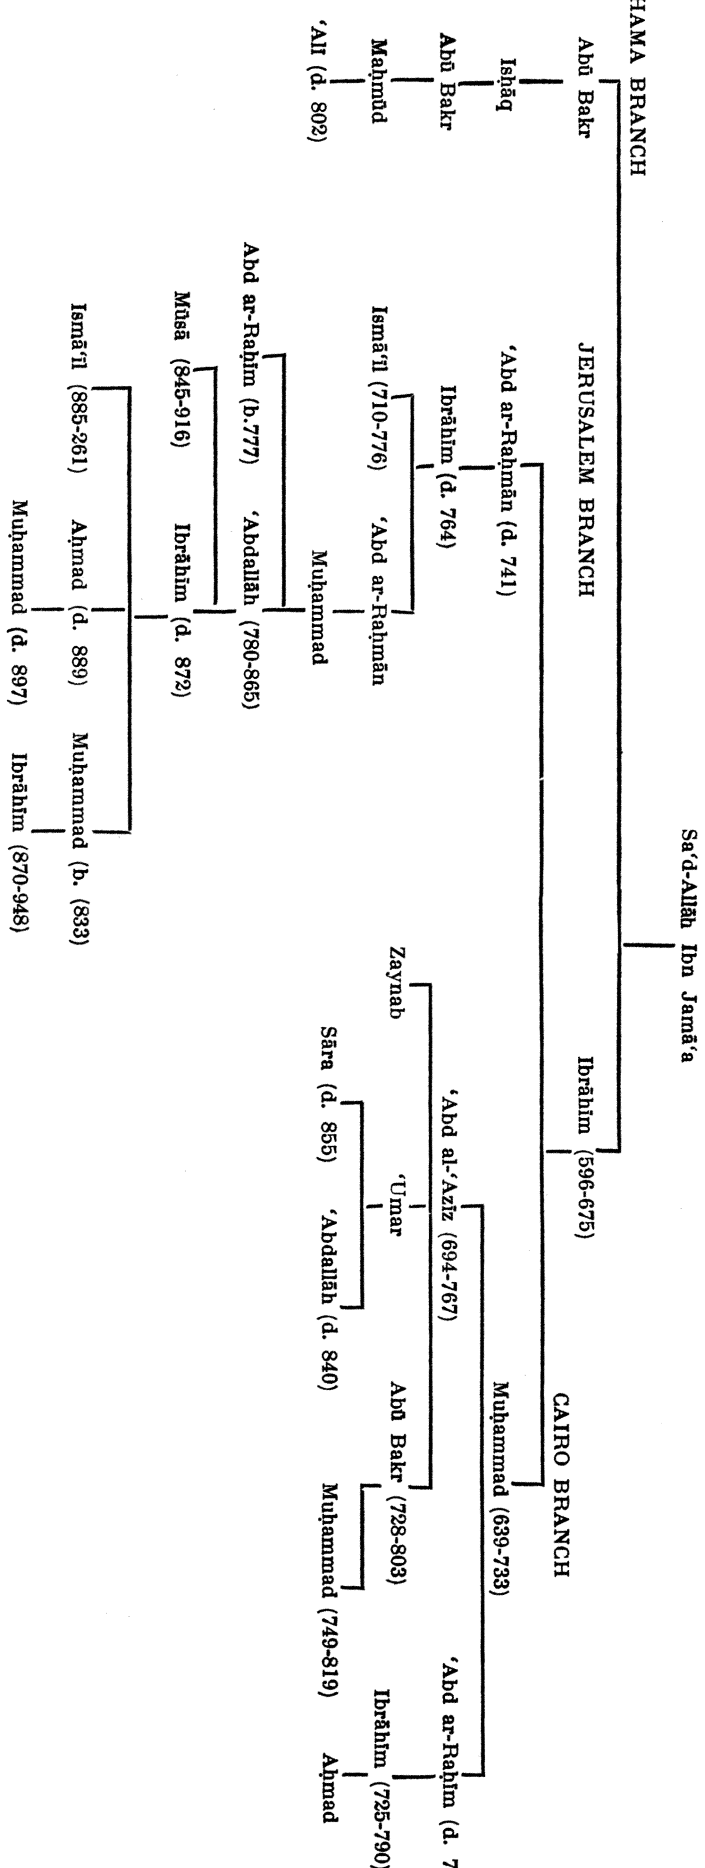 Sa‘d-Allāh Ibn Jamā‘a
HAMA BRANCH
JERUSALEM BRANCH
CAIRO BRANCH
Abū Bakr
Ibrāhīm (596-675)
Isḥāq
‘Abd ar-Raḥmān (d. 741)
Muḥammad (639-733)
Abū Bakr
Ibrāhīm (d. 764)
‘Abd al-‘Azīz (694-767)
‘Abd ar-Raḥīm (d. 7
Maḥmūd
Ismā‘īl (710-776)
‘Abd ar-Raḥmān
Zaynab
‘Umar
Abū Bakr (728-803)
Ibrāhīm (725-790)
‘Alī (d. 802)
Muḥammad
Sāra (d. 855)
‘Abdallāh (d. 840)
Muḥammad (749-819)
Aḥmad
Abd ar-Raḥīm (b.777)
‘Abdallāh (780-865)
Mūsā (845-916)
Ibrāhīm (d. 872)
Ismā‘īl (885-261)
Aḥmad (d. 889)
Muḥammad (b. (833)
Muḥammad (d. 897)
Ibrāhīm (870-948)